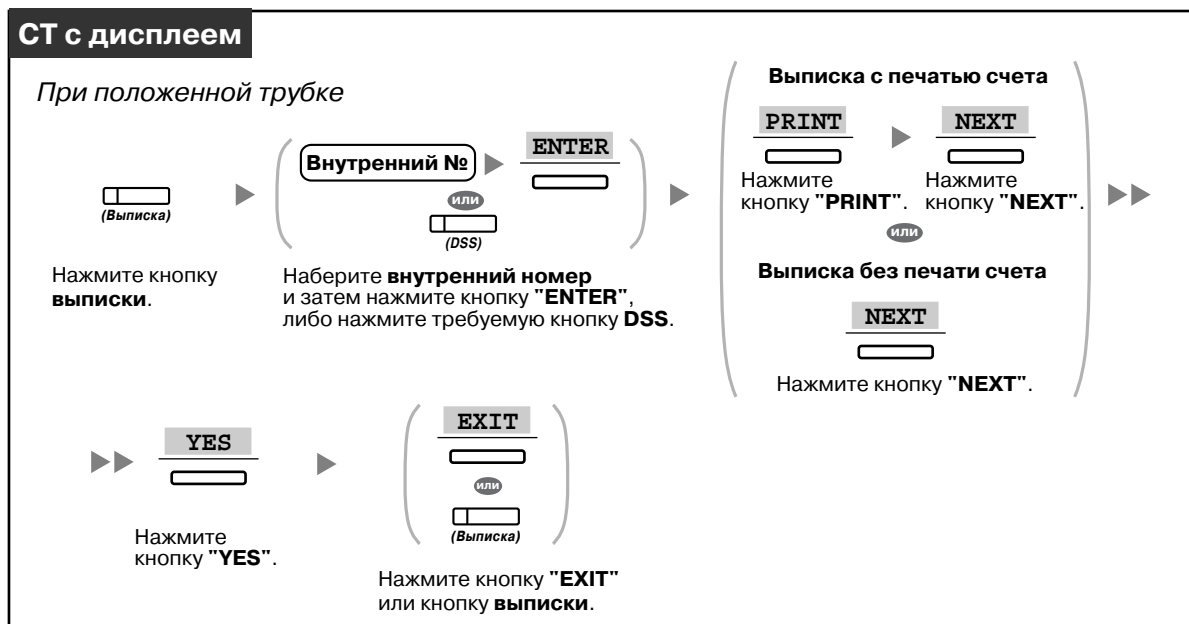 СТ с дисплеем
При положенной трубке
(Выписка)
Нажмите кнопку
выписки.
Внутренний №
ENTER
или
(DSS)
Наберите внутренний номер
и затем нажмите кнопку "ENTER",
либо нажмите требуемую кнопку DSS.
Выписка с печатью счета
PRINT
NEXT
Нажмите
кнопку "PRINT".
Нажмите
кнопку "NEXT".
или
Выписка без печати счета
NEXT
Нажмите кнопку "NEXT".
YES
Нажмите
кнопку "YES".
EXIT
или
(Выписка)
Нажмите кнопку "EXIT"
или кнопку выписки.